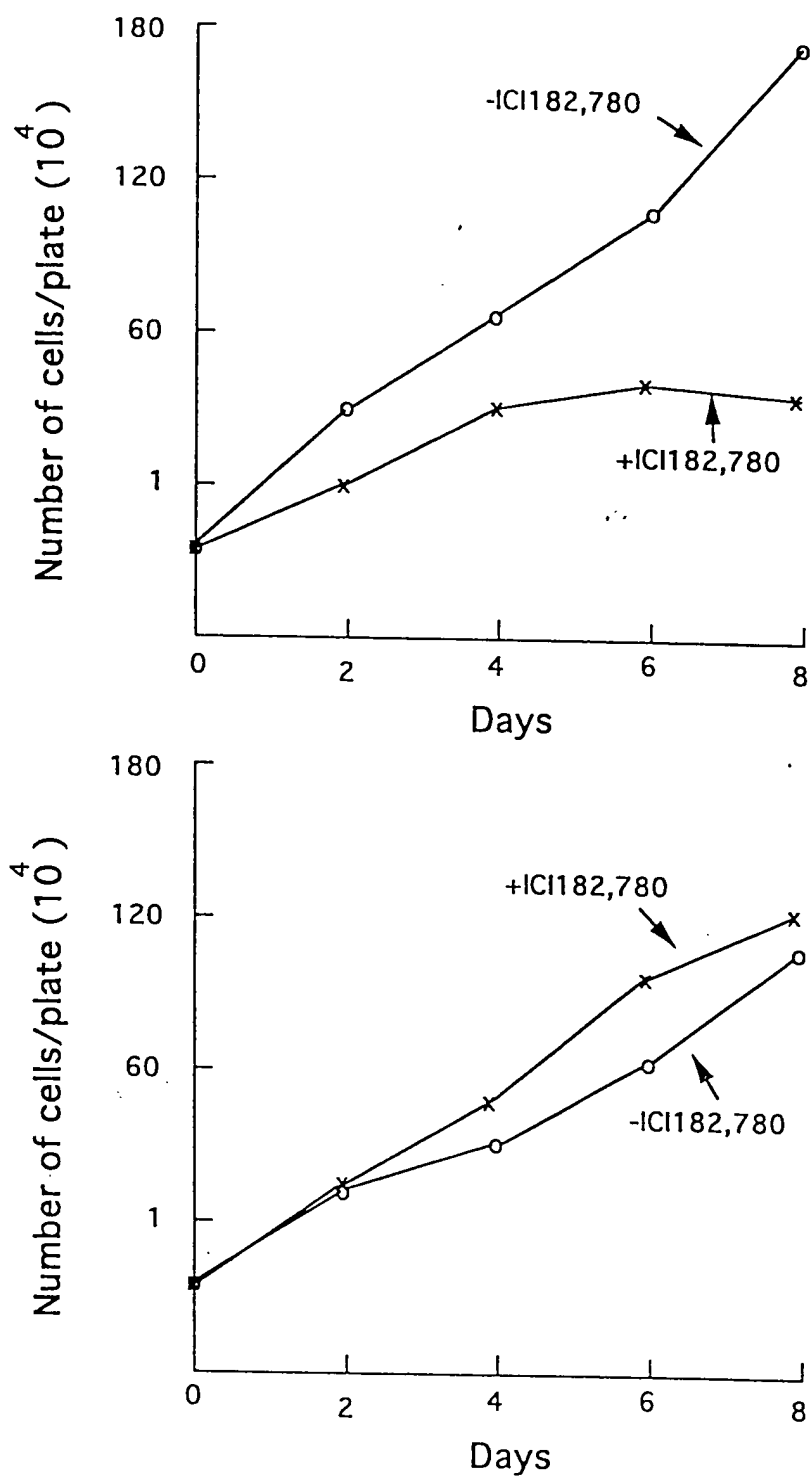 180
-ICI182,780
120
60
+ICI182,780
1
Number of cells/plate (10^4)
0 2 4 6 8
Days
180
+ICI182,780
120
60
-ICI182,780
1
Number of cells/plate (10^4)
0 2 4 6 8
Days